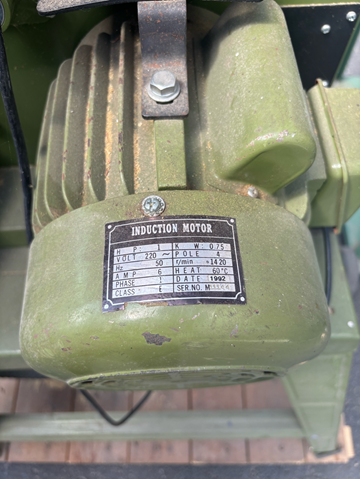 INDUCTION MOTOR
H P: 1 K W: 0.75
VOLT 220 ~ POLE 4
Hz 50 r/min ≈1420
AMP 6 HEAT 60°C
PHASE 1 DATE 1992
CLASS E SER.NO.